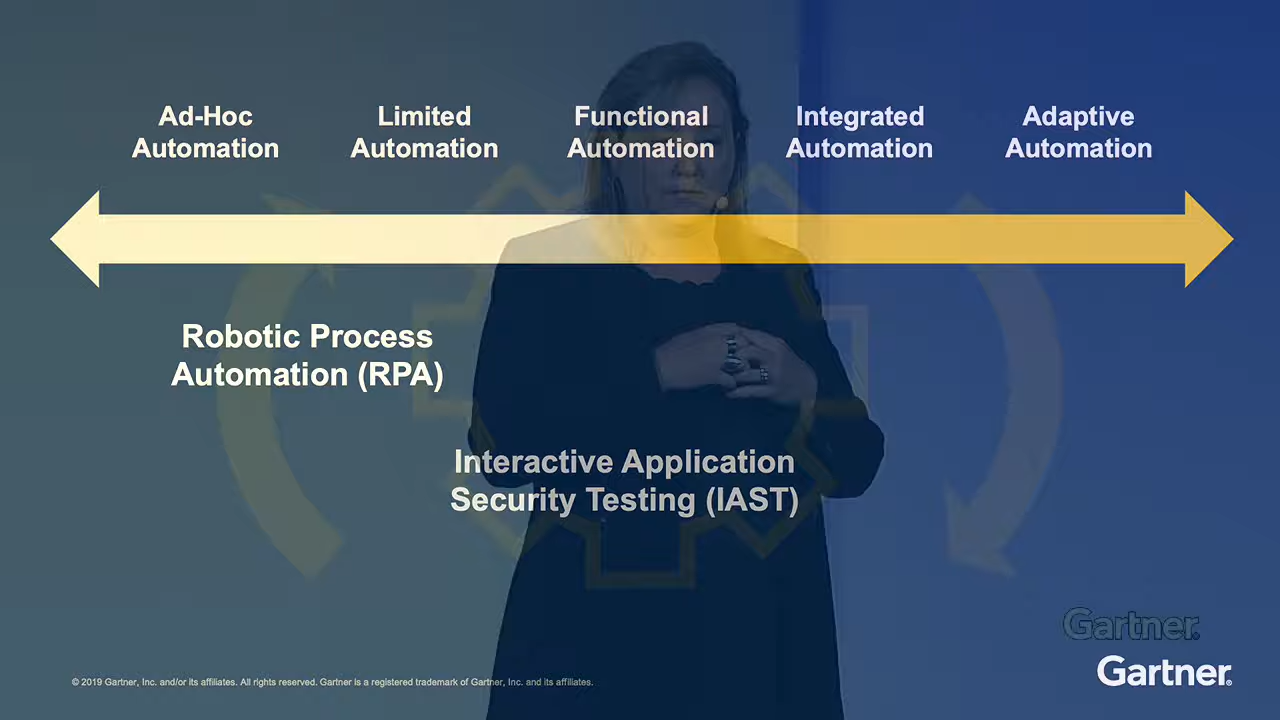 Ad-Hoc
Automation
Limited
Automation
Functional
Automation
Integrated
Automation
Adaptive
Automation
Robotic Process
Automation (RPA)
Interactive Application
Security Testing (IAST)
Gartner®
Gartner®
© 2019 Gartner, Inc. and/or its affiliates. All rights reserved. Gartner is a registered trademark of Gartner, Inc. and its affiliates.